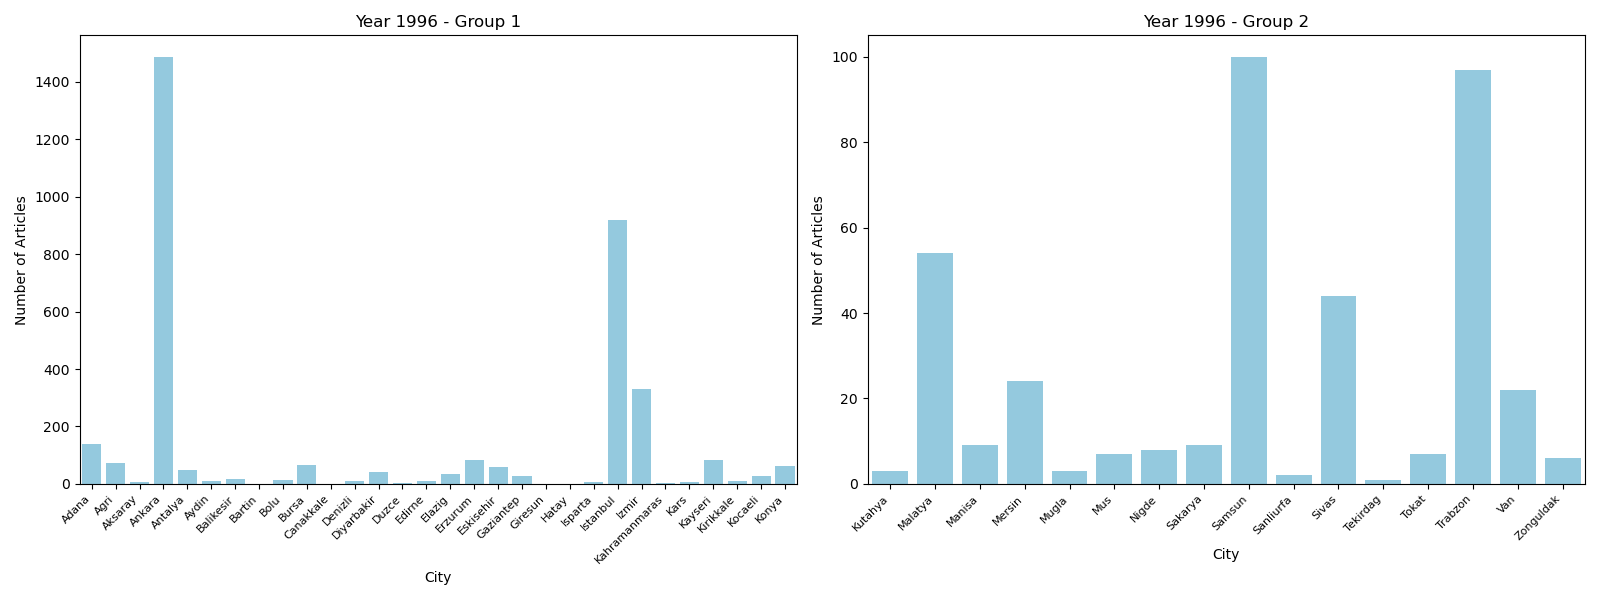 Year 1996 - Group 1
Number of Articles
1400
1200
1000
800
600
400
200
0
Adana
Agri
Aksaray
Ankara
Antalya
Aydin
Balikesir
Bartin
Bolu
Bursa
Canakkale
Denizli
Diyarbakir
Duzce
Edirne
Elazig
Erzurum
Eskisehir
Gaziantep
Giresun
Hatay
Isparta
Istanbul
Izmir
Kahramanmaras
Kars
Kayseri
Kirikkale
Kocaeli
Konya
City
Year 1996 - Group 2
Number of Articles
100
80
60
40
20
0
Kutahya
Malatya
Manisa
Mersin
Mugla
Mus
Nigde
Sakarya
Samsun
Sanliurfa
Sivas
Tekirdag
Tokat
Trabzon
Van
Zonguldak
City